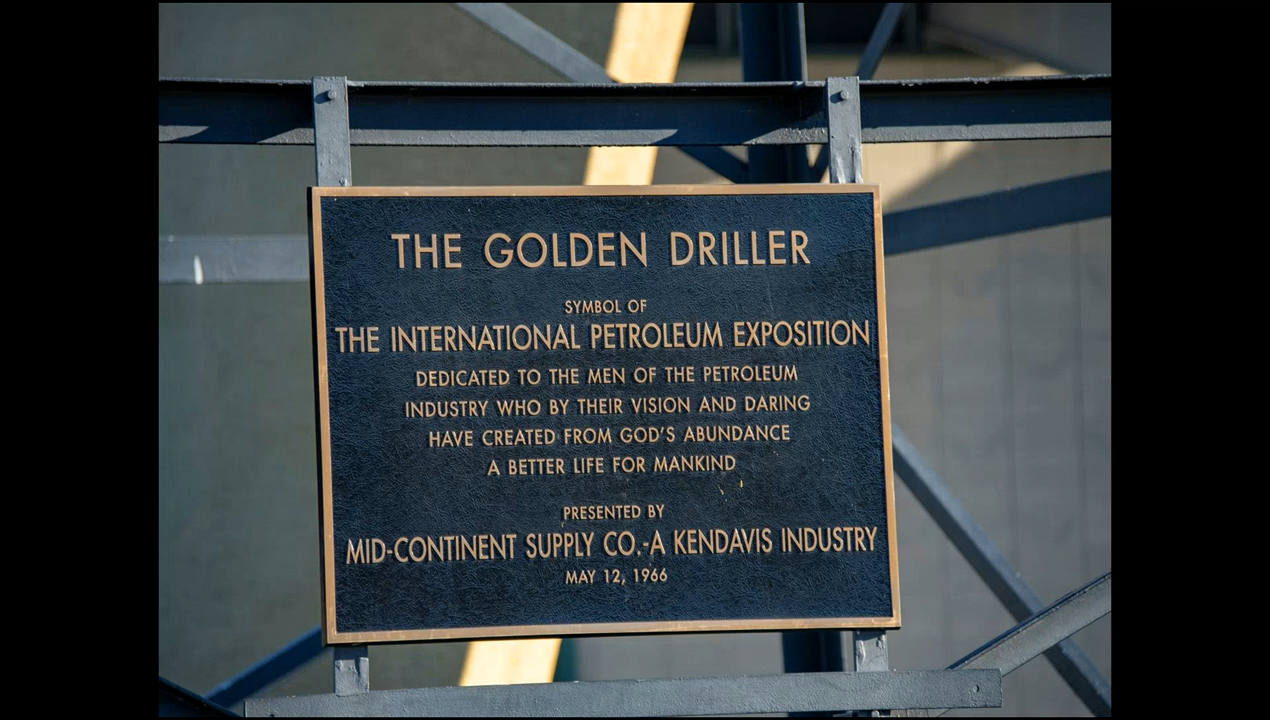 THE GOLDEN DRILLER
SYMBOL OF
THE INTERNATIONAL PETROLEUM EXPOSITION
DEDICATED TO THE MEN OF THE PETROLEUM
INDUSTRY WHO BY THEIR VISION AND DARING
HAVE CREATED FROM GOD'S ABUNDANCE
A BETTER LIFE FOR MANKIND
PRESENTED BY
MID-CONTINENT SUPPLY CO.-A KENDAVIS INDUSTRY
MAY 12, 1966